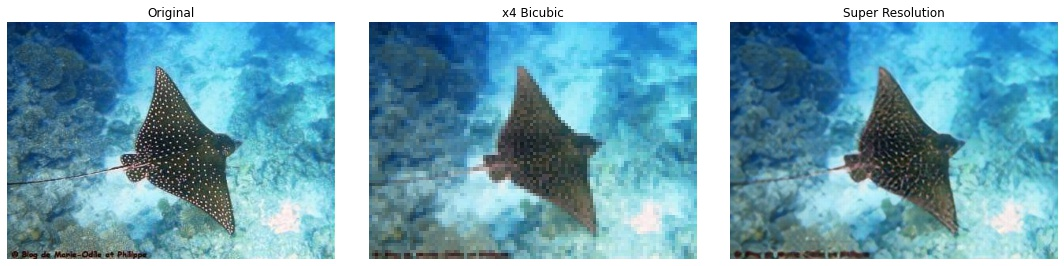 Original
x4 Bicubic
Super Resolution
© Blog de Marie-Odile et Philippe